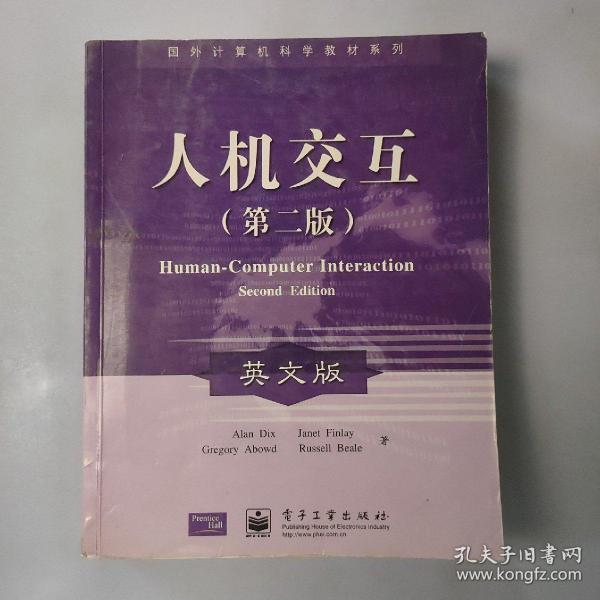 国外计算机科学教材系列
人机交互
（第二版）
Human-Computer Interaction
Second Edition
英文版
Alan Dix Janet Finlay
Gregory Abowd Russell Beale 著
Prentice
Hall
电子工业出版社
Publishing House of Electronics Industry
http://www.phei.com.cn
孔夫子旧书网
www.kongfz.com